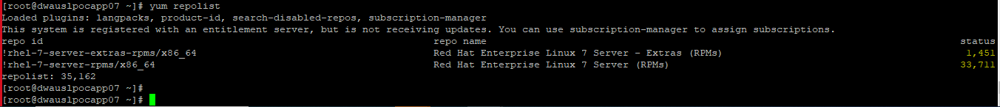 [root@dwauslpocapp07 ~]# yum repolist
Loaded plugins: langpacks, product-id, search-disabled-repos, subscription-manager
This system is registered with an entitlement server, but is not receiving updates. You can use subscription-manager to assign subscriptions.
repo id repo name status
!rhel-7-server-extras-rpms/x86_64 Red Hat Enterprise Linux 7 Server - Extras (RPMs) 1,451
!rhel-7-server-rpms/x86_64 Red Hat Enterprise Linux 7 Server (RPMs) 33,711
repolist: 35,162
[root@dwauslpocapp07 ~]#
[root@dwauslpocapp07 ~]#